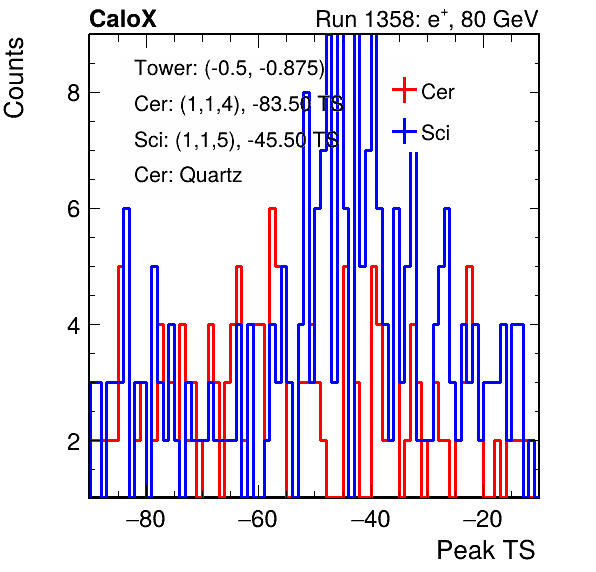 CaloX Run 1358: e⁺, 80 GeV
Counts
Tower: (-0.5, -0.875)
Cer: (1,1,4), -83.50 TS
Sci: (1,1,5), -45.50 TS
Cer: Quartz
Cer
Sci
8
6
4
2
−80 −60 −40 −20
Peak TS